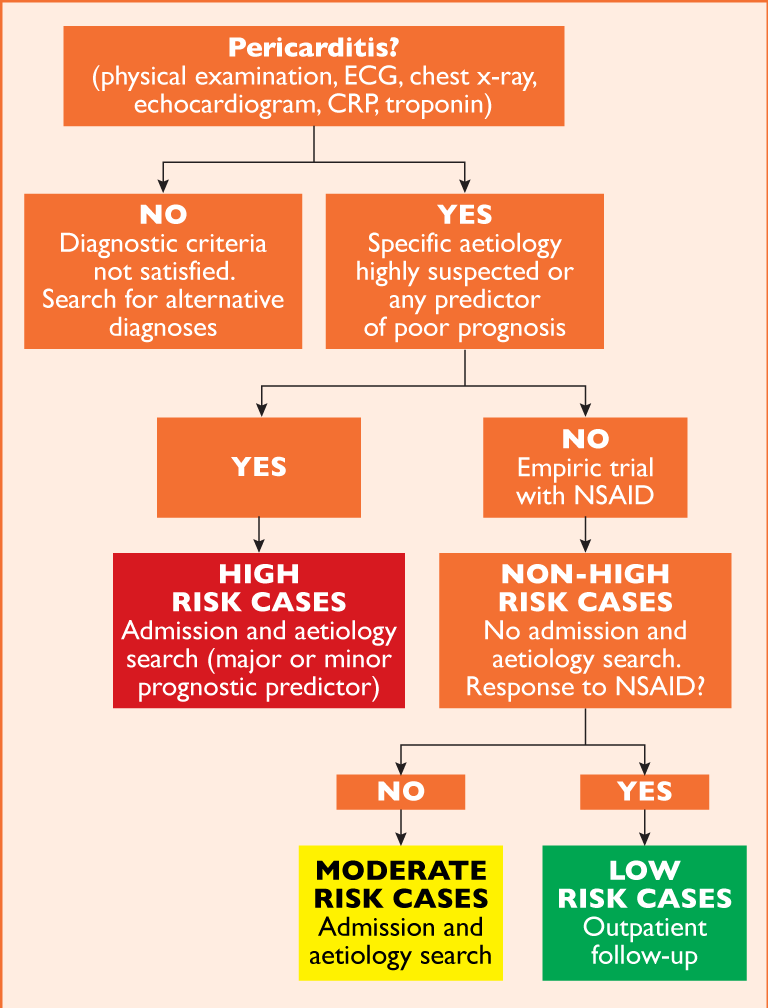 Pericarditis?
(physical examination, ECG, chest x-ray,
echocardiogram, CRP, troponin)
NO
Diagnostic criteria
not satisfied.
Search for alternative
diagnoses
YES
Specific aetiology
highly suspected or
any predictor
of poor prognosis
YES
NO
Empiric trial
with NSAID
HIGH
RISK CASES
Admission and aetiology
search (major or minor
prognostic predictor)
NON-HIGH
RISK CASES
No admission and
aetiology search.
Response to NSAID?
NO
YES
MODERATE
RISK CASES
Admission and
aetiology search
LOW
RISK CASES
Outpatient
follow-up